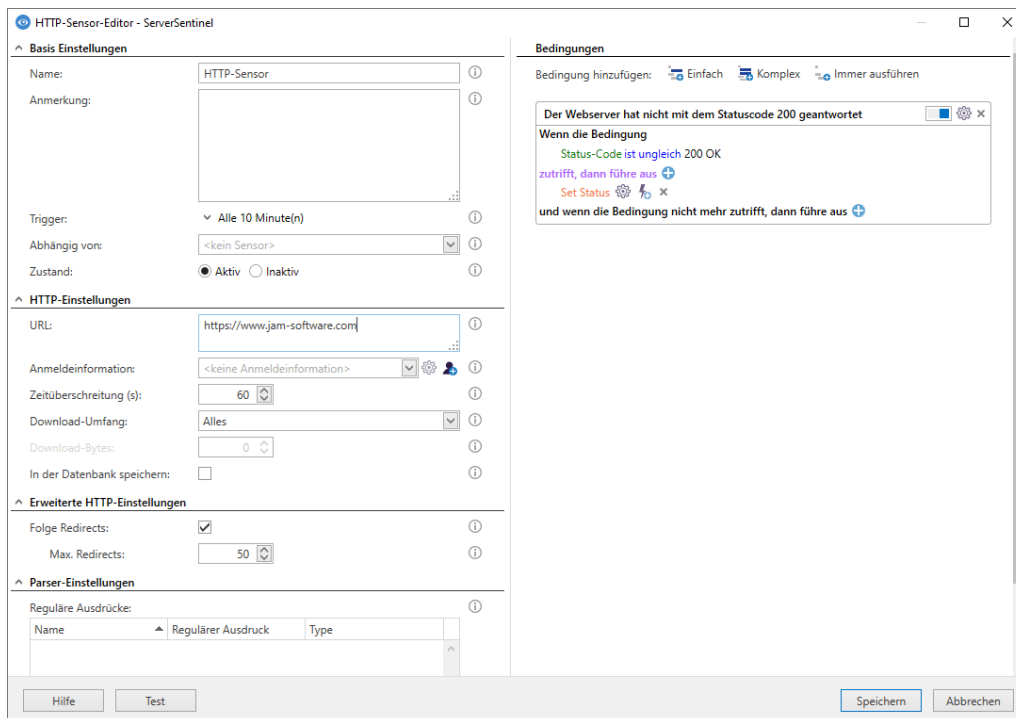 HTTP-Sensor-Editor - ServerSentinel
Basis Einstellungen
Name:
HTTP-Sensor
Anmerkung:
Trigger:
Alle 10 Minute(n)
Abhängig von:
<kein Sensor>
Zustand:
Aktiv
Inaktiv
HTTP-Einstellungen
URL:
https://www.jam-software.com
Anmeldeinformation:
<keine Anmeldeinformation>
Zeitüberschreitung (s):
60
Download-Umfang:
Alles
Download-Bytes:
0
In der Datenbank speichern:
Erweiterte HTTP-Einstellungen
Folge Redirects:
Max. Redirects:
50
Parser-Einstellungen
Reguläre Ausdrücke:
Name
Regulärer Ausdruck
Type
Bedingungen
Bedingung hinzufügen:
Einfach
Komplex
Immer ausführen
Der Webserver hat nicht mit dem Statuscode 200 geantwortet
Wenn die Bedingung
Status-Code ist ungleich 200 OK
zutrifft, dann führe aus
Set Status
und wenn die Bedingung nicht mehr zutrifft, dann führe aus
Hilfe
Test
Speichern
Abbrechen